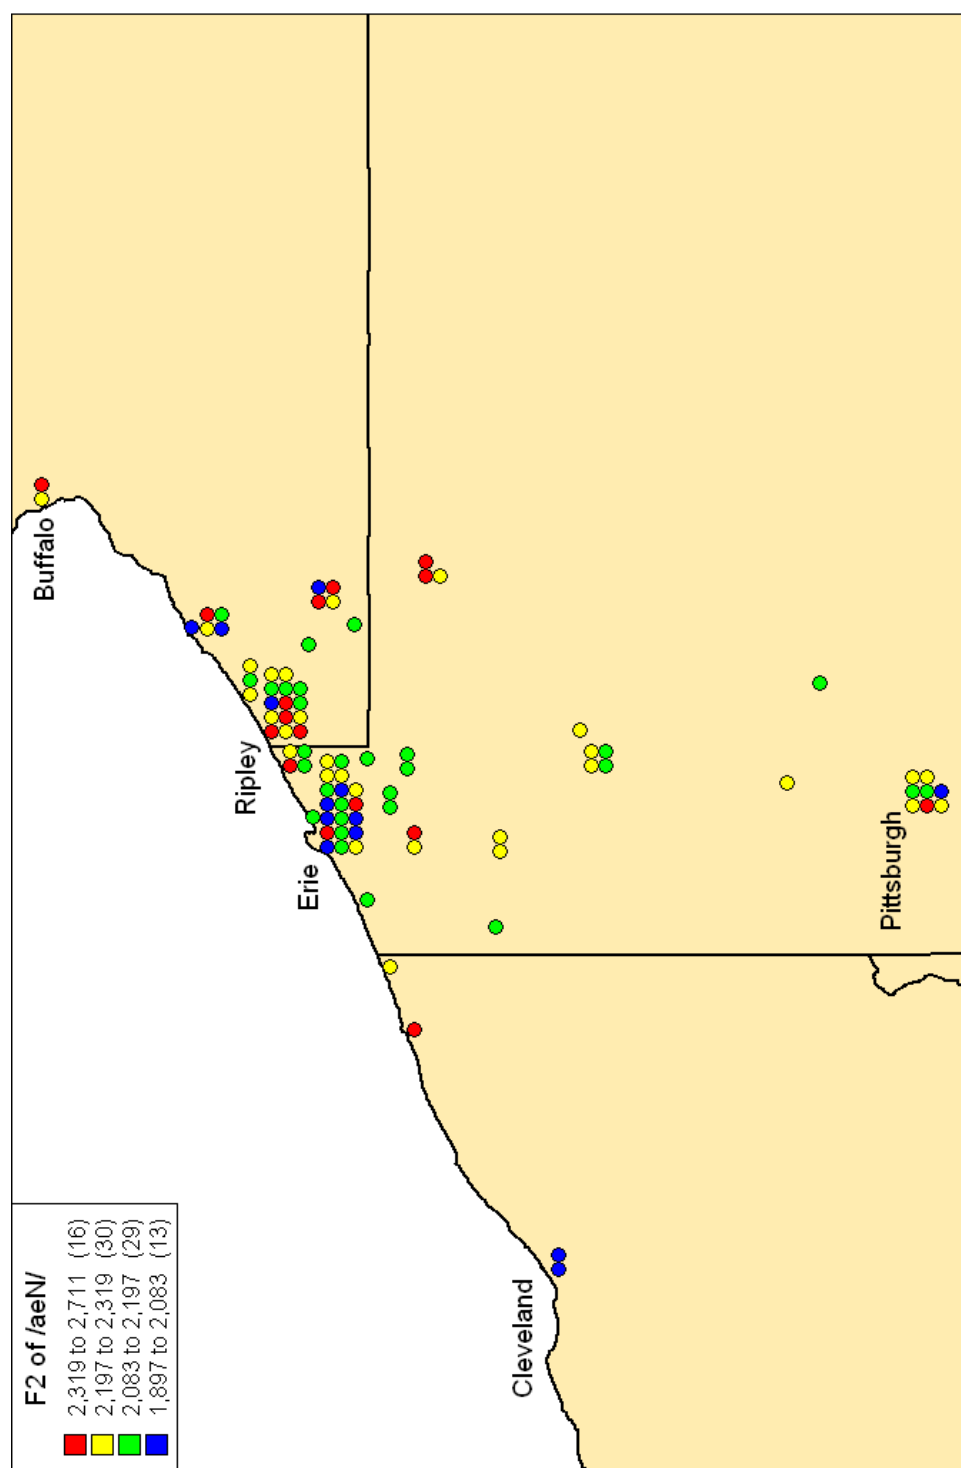 F2 of /aeN/
2,319 to 2,711 (16)
2,197 to 2,319 (30)
2,083 to 2,197 (29)
1,897 to 2,083 (13)
Buffalo
Ripley
Erie
Cleveland
Pittsburgh